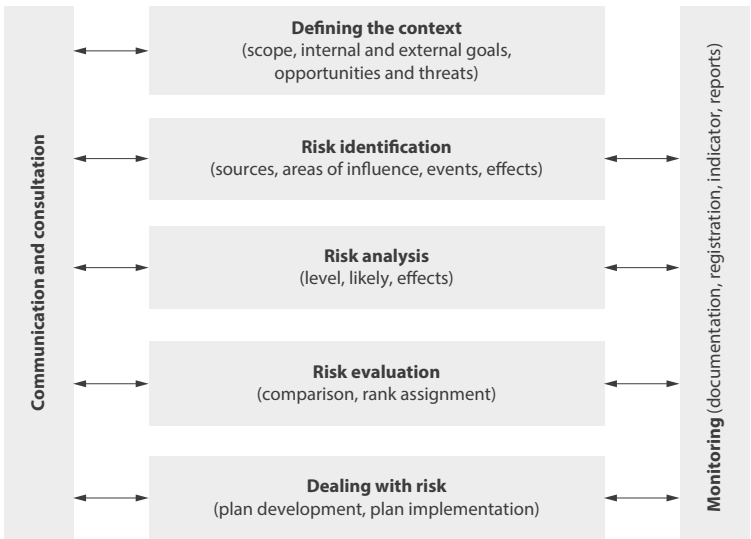 Communication and consultation
Defining the context
(scope, internal and external goals,
opportunities and threats)
Risk identification
(sources, areas of influence, events, effects)
Risk analysis
(level, likely, effects)
Risk evaluation
(comparison, rank assignment)
Dealing with risk
(plan development, plan implementation)
Monitoring (documentation, registration, indicator, reports)